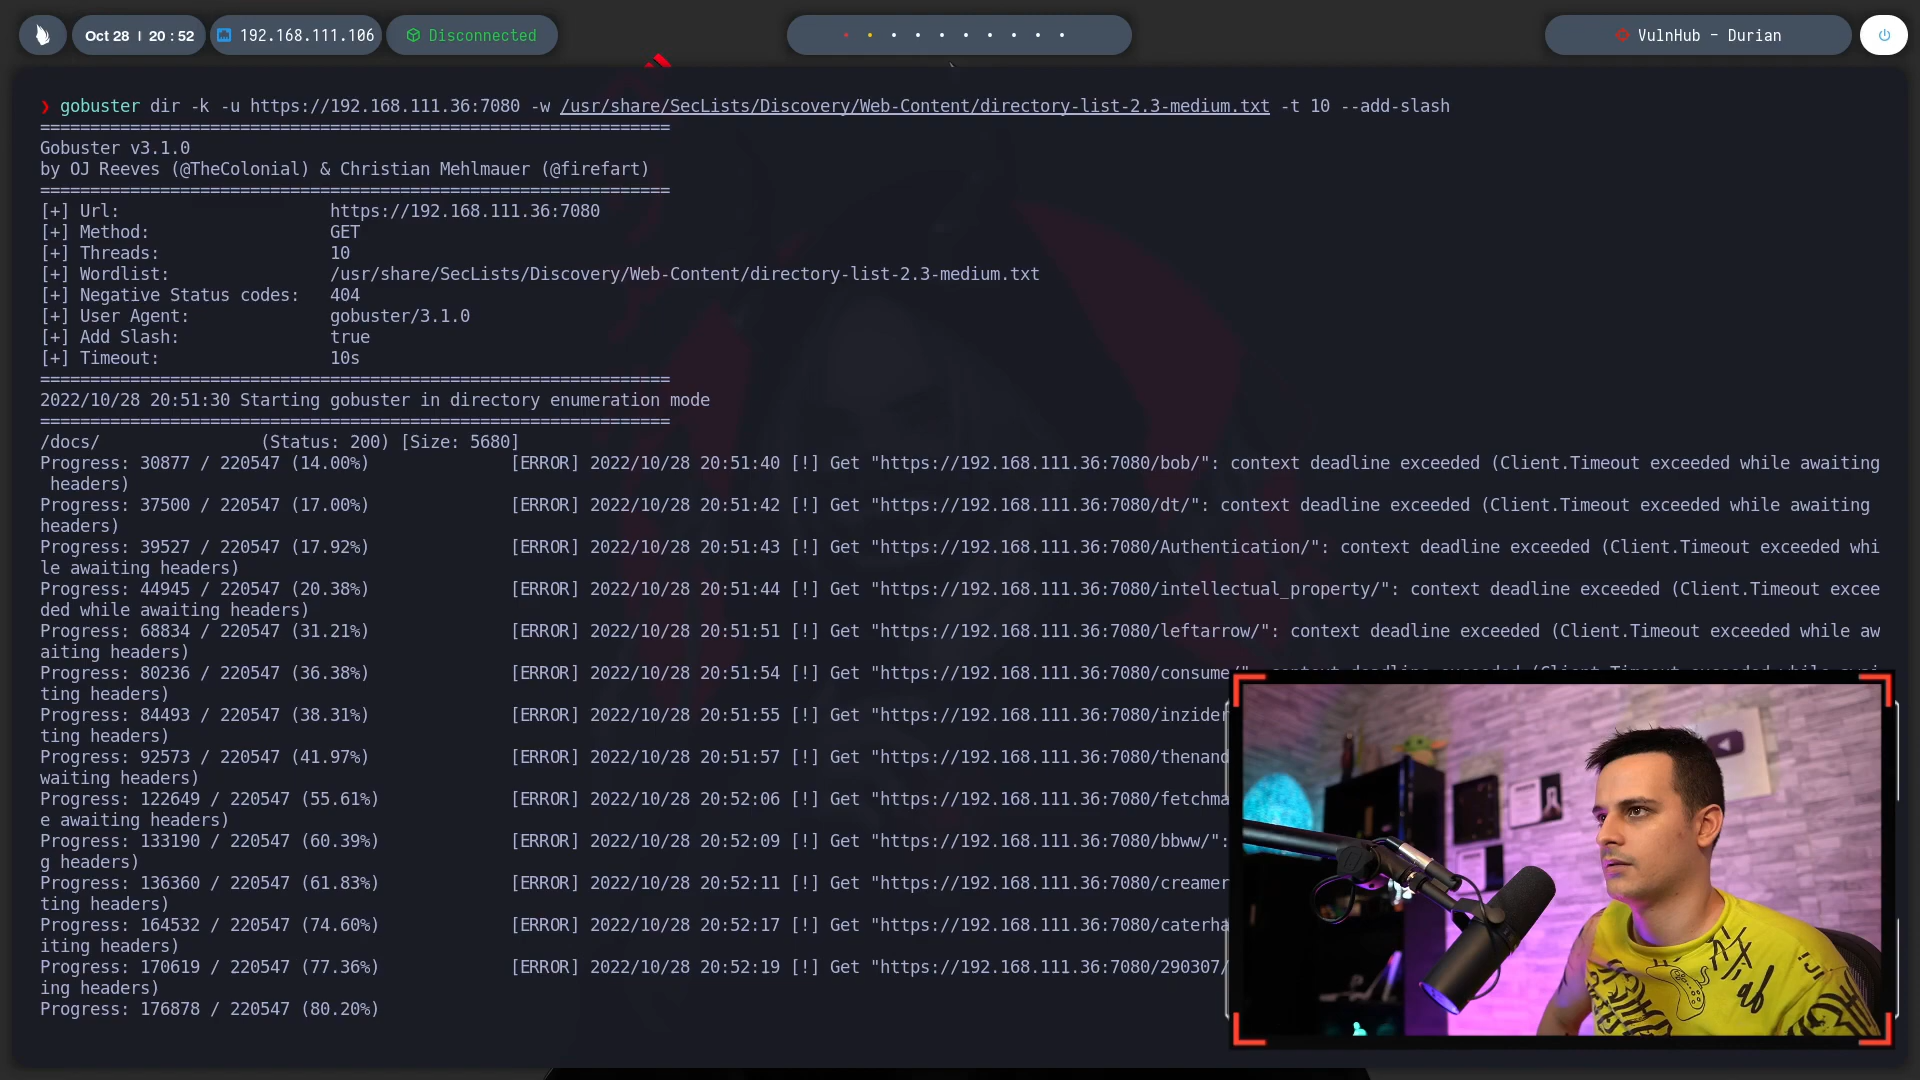 Oct 28 | 20 : 52 192.168.111.106 Disconnected VulnHub - Durian
❯ gobuster dir -k -u https://192.168.111.36:7080 -w /usr/share/SecLists/Discovery/Web-Content/directory-list-2.3-medium.txt -t 10 --add-slash
===============================================================
Gobuster v3.1.0
by OJ Reeves (@TheColonial) & Christian Mehlmauer (@firefart)
===============================================================
[+] Url: https://192.168.111.36:7080
[+] Method: GET
[+] Threads: 10
[+] Wordlist: /usr/share/SecLists/Discovery/Web-Content/directory-list-2.3-medium.txt
[+] Negative Status codes: 404
[+] User Agent: gobuster/3.1.0
[+] Add Slash: true
[+] Timeout: 10s
===============================================================
2022/10/28 20:51:30 Starting gobuster in directory enumeration mode
===============================================================
/docs/ (Status: 200) [Size: 5680]
Progress: 30877 / 220547 (14.00%) [ERROR] 2022/10/28 20:51:40 [!] Get "https://192.168.111.36:7080/bob/": context deadline exceeded (Client.Timeout exceeded while awaiting
headers)
Progress: 37500 / 220547 (17.00%) [ERROR] 2022/10/28 20:51:42 [!] Get "https://192.168.111.36:7080/dt/": context deadline exceeded (Client.Timeout exceeded while awaiting
headers)
Progress: 39527 / 220547 (17.92%) [ERROR] 2022/10/28 20:51:43 [!] Get "https://192.168.111.36:7080/Authentication/": context deadline exceeded (Client.Timeout exceeded whi
le awaiting headers)
Progress: 44945 / 220547 (20.38%) [ERROR] 2022/10/28 20:51:44 [!] Get "https://192.168.111.36:7080/intellectual_property/": context deadline exceeded (Client.Timeout excee
ded while awaiting headers)
Progress: 68834 / 220547 (31.21%) [ERROR] 2022/10/28 20:51:51 [!] Get "https://192.168.111.36:7080/leftarrow/": context deadline exceeded (Client.Timeout exceeded while aw
aiting headers)
Progress: 80236 / 220547 (36.38%) [ERROR] 2022/10/28 20:51:54 [!] Get "https://192.168.111.36:7080/consume/": context deadline exceeded (Client.Timeout exceeded while awai
ting headers)
Progress: 84493 / 220547 (38.31%) [ERROR] 2022/10/28 20:51:55 [!] Get "https://192.168.111.36:7080/inzider
ting headers)
Progress: 92573 / 220547 (41.97%) [ERROR] 2022/10/28 20:51:57 [!] Get "https://192.168.111.36:7080/thenand
waiting headers)
Progress: 122649 / 220547 (55.61%) [ERROR] 2022/10/28 20:52:06 [!] Get "https://192.168.111.36:7080/fetchma
e awaiting headers)
Progress: 133190 / 220547 (60.39%) [ERROR] 2022/10/28 20:52:09 [!] Get "https://192.168.111.36:7080/bbww/":
g headers)
Progress: 136360 / 220547 (61.83%) [ERROR] 2022/10/28 20:52:11 [!] Get "https://192.168.111.36:7080/creamer
ting headers)
Progress: 164532 / 220547 (74.60%) [ERROR] 2022/10/28 20:52:17 [!] Get "https://192.168.111.36:7080/caterha
iting headers)
Progress: 170619 / 220547 (77.36%) [ERROR] 2022/10/28 20:52:19 [!] Get "https://192.168.111.36:7080/290307/
ing headers)
Progress: 176878 / 220547 (80.20%)